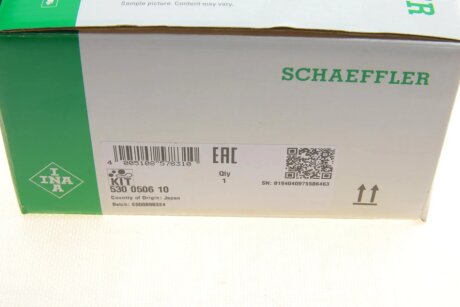 Sample picture. Content may vary.
SCHAEFFLER
INA
4 005108 576310
EAC
KIT
530 0506 10
Qty
1
Country of Origin: Japan